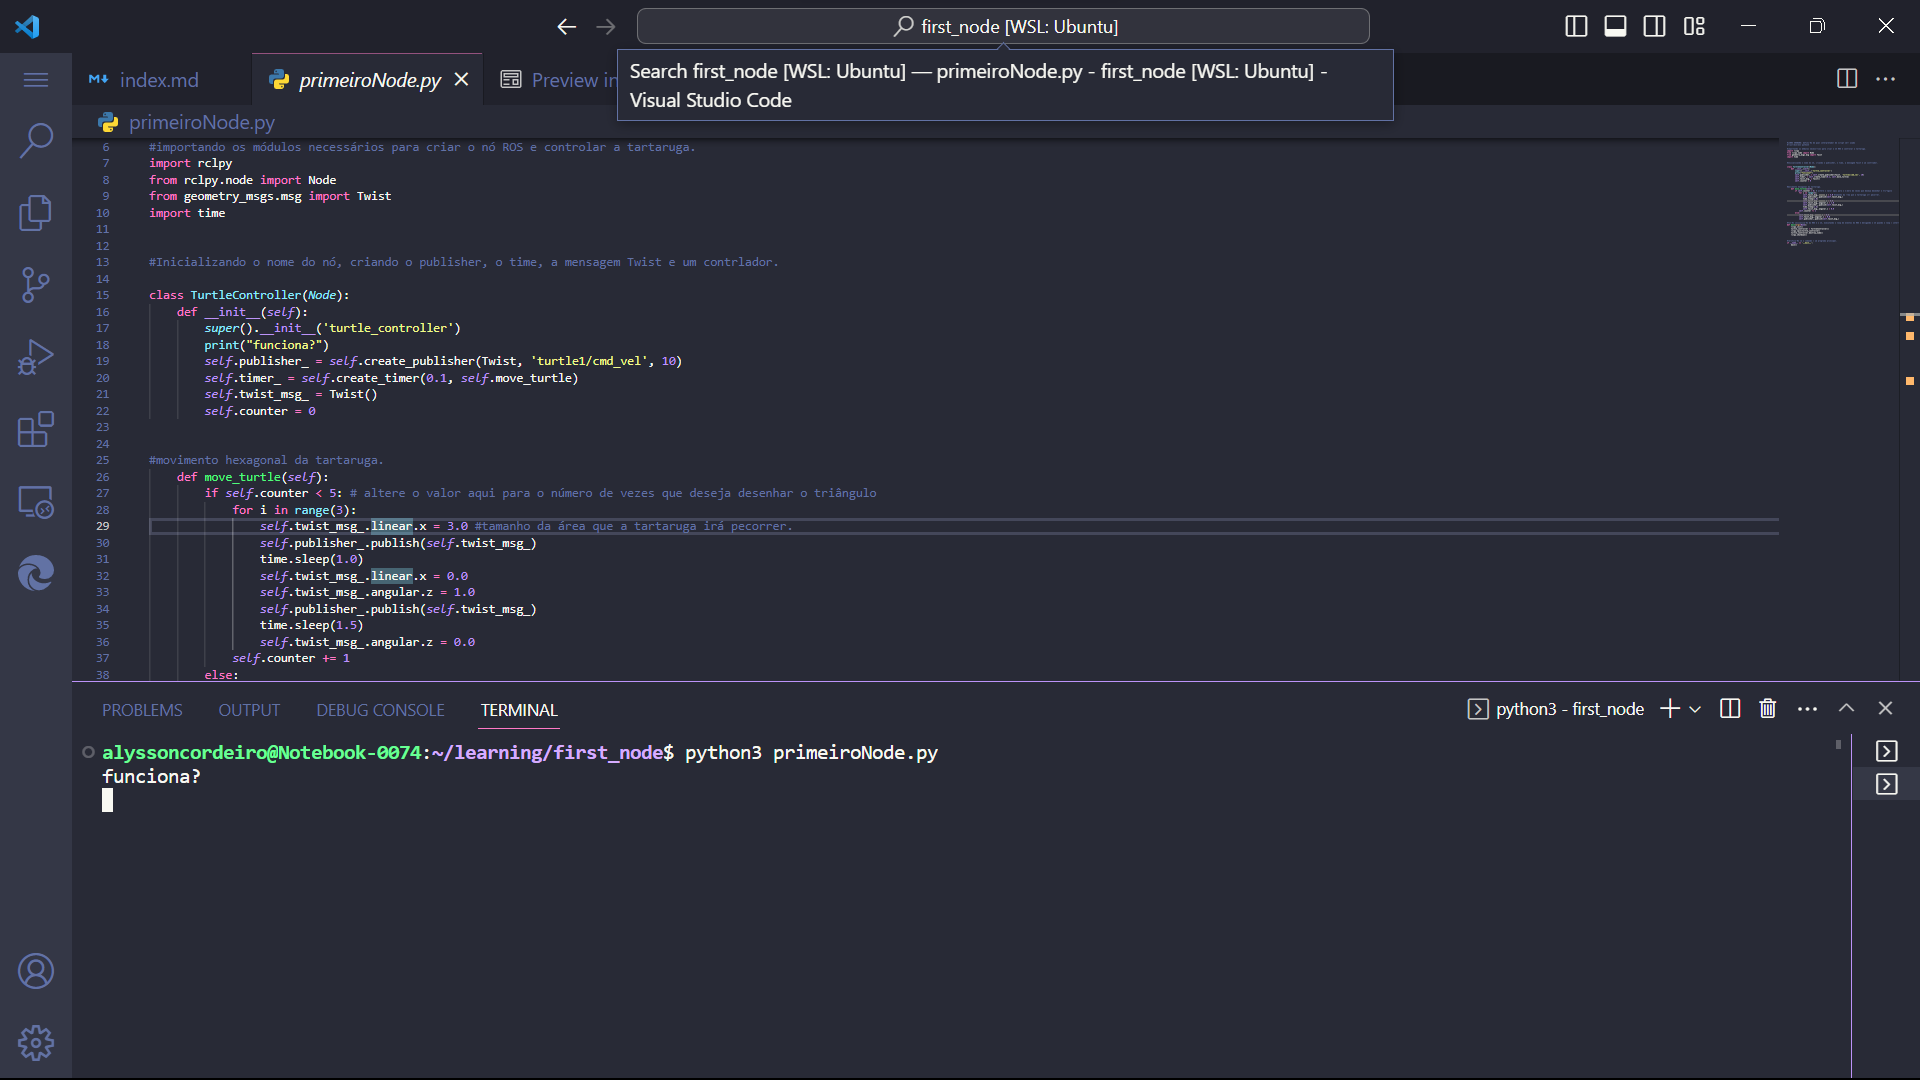 first_node [WSL: Ubuntu]
index.md
primeiroNode.py
Preview in
Search first_node [WSL: Ubuntu] — primeiroNode.py - first_node [WSL: Ubuntu] -
Visual Studio Code
primeiroNode.py
6 #importando os módulos necessários para criar o nó ROS e controlar a tartaruga.
7 import rclpy
8 from rclpy.node import Node
9 from geometry_msgs.msg import Twist
10 import time
11
12
13 #Inicializando o nome do nó, criando o publisher, o time, a mensagem Twist e um contrlador.
14
15 class TurtleController(Node):
16 def __init__(self):
17 super().__init__('turtle_controller')
18 print("funciona?")
19 self.publisher_ = self.create_publisher(Twist, 'turtle1/cmd_vel', 10)
20 self.timer_ = self.create_timer(0.1, self.move_turtle)
21 self.twist_msg_ = Twist()
22 self.counter = 0
23
24
25 #movimento hexagonal da tartaruga.
26 def move_turtle(self):
27 if self.counter < 5: # altere o valor aqui para o número de vezes que deseja desenhar o triângulo
28 for i in range(3):
29 self.twist_msg_.linear.x = 3.0 #tamanho da área que a tartaruga irá pecorrer.
30 self.publisher_.publish(self.twist_msg_)
31 time.sleep(1.0)
32 self.twist_msg_.linear.x = 0.0
33 self.twist_msg_.angular.z = 1.0
34 self.publisher_.publish(self.twist_msg_)
35 time.sleep(1.5)
36 self.twist_msg_.angular.z = 0.0
37 self.counter += 1
38 else:
PROBLEMS OUTPUT DEBUG CONSOLE TERMINAL
python3 - first_node
alyssoncordeiro@Notebook-0074:~/learning/first_node$ python3 primeiroNode.py
funciona?